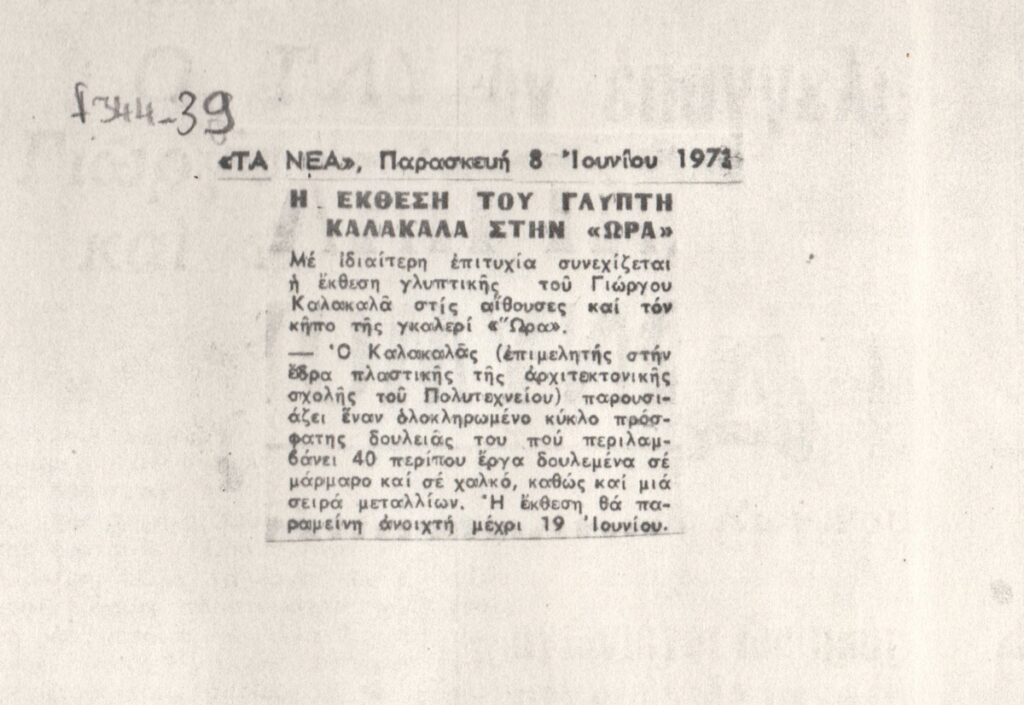 f344-39
«ΤΑ ΝΕΑ», Παρασκευή 8 Ἰουνίου 1973
Η ΕΚΘΕΣΗ ΤΟΥ ΓΛΥΠΤΗ
ΚΑΛΑΚΑΛΑ ΣΤΗΝ «ΩΡΑ»
Μέ ἰδιαίτερη ἐπιτυχία συνεχίζεται
ἡ ἔκθεση γλυπτικῆς τοῦ Γιώργου
Καλακαλᾶ στίς αἴθουσες καί τόν
κῆπο τῆς γκαλερί «Ὥρα».
— Ὁ Καλακαλᾶς (ἐπιμελητής στήν
ἕδρα πλαστικῆς τῆς ἀρχιτεκτονικῆς
σχολῆς τοῦ Πολυτεχνείου) παρουσι-
άζει ἕναν ὁλοκληρωμένο κύκλο πρόσ-
φατης δουλειᾶς του πού περιλαμ-
βάνει 40 περίπου ἔργα δουλεμένα σέ
μάρμαρο καί σέ χαλκό, καθώς καί μιά
σειρά μεταλλίων. Ἡ ἔκθεση θά πα-
ραμείνη ἀνοιχτή μέχρι 19 Ἰουνίου.